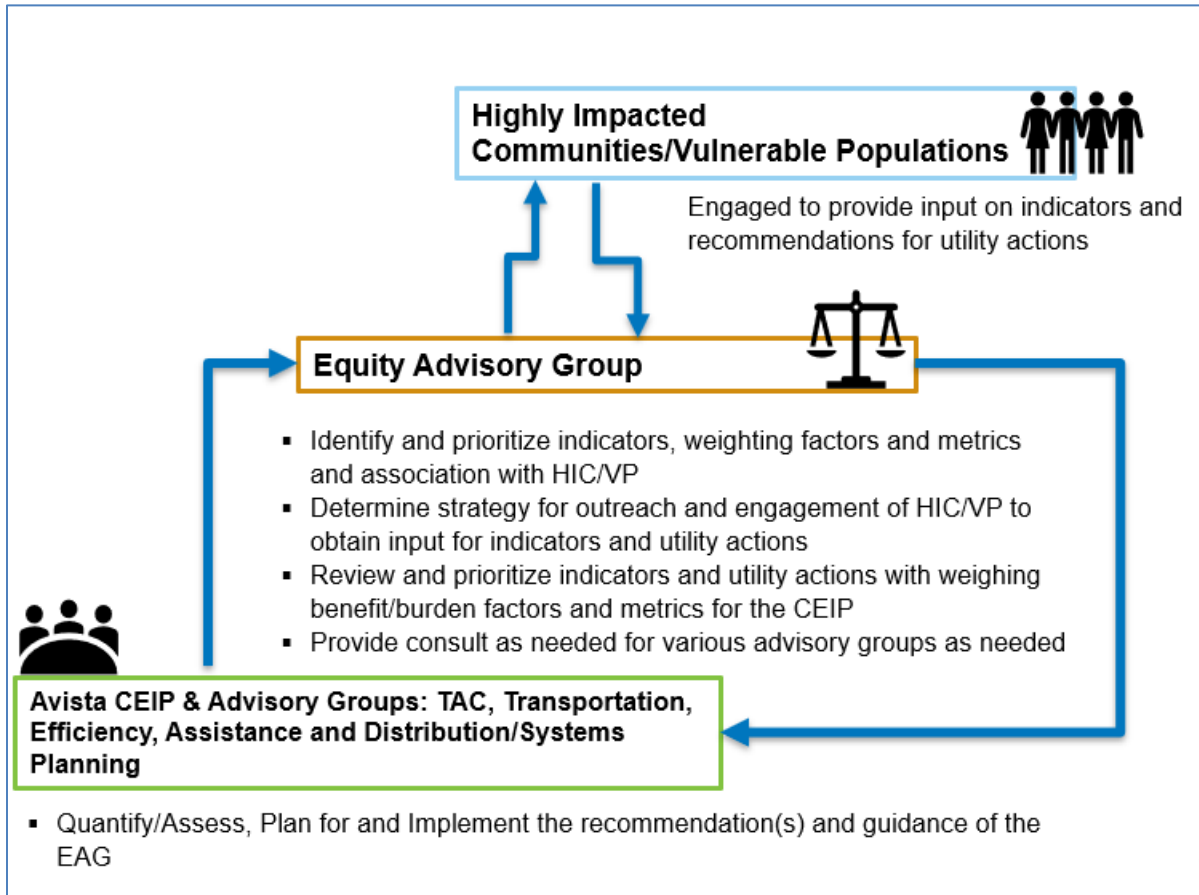 Highly Impacted
Communities/Vulnerable Populations
Engaged to provide input on indicators and
recommendations for utility actions
Equity Advisory Group
▪ Identify and prioritize indicators, weighting factors and metrics
and association with HIC/VP
▪ Determine strategy for outreach and engagement of HIC/VP to
obtain input for indicators and utility actions
▪ Review and prioritize indicators and utility actions with weighing
benefit/burden factors and metrics for the CEIP
▪ Provide consult as needed for various advisory groups as needed
Avista CEIP & Advisory Groups: TAC, Transportation,
Efficiency, Assistance and Distribution/Systems
Planning
▪ Quantify/Assess, Plan for and Implement the recommendation(s) and guidance of the
EAG